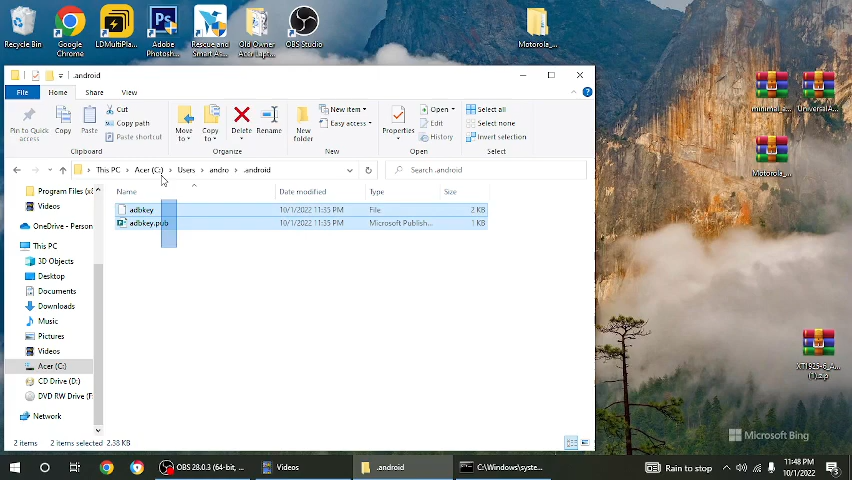 Recycle Bin
Google
Chrome
LDMultiPla...
Adobe
Photosh...
Rescue and
Smart As...
Old Owner
Acer Lapt...
OBS Studio
Motorola_...
.android
File
Home
Share
View
Pin to Quick
access
Copy
Paste
Cut
Copy path
Paste shortcut
Clipboard
Move
to
Copy
to
Delete
Rename
Organize
New
folder
New item
Easy access
New
Properties
Open
Edit
History
Open
Select all
Select none
Invert selection
Select
This PC > Acer (C:) > Users > andro > .android
Search .android
Name
Date modified
Type
Size
adbkey
10/1/2022 11:35 PM
File
2 KB
adbkey.pub
10/1/2022 11:35 PM
Microsoft Publish...
1 KB
Program Files (x8
Videos
OneDrive - Person
This PC
3D Objects
Desktop
Documents
Downloads
Music
Pictures
Videos
Acer (C:)
CD Drive (D:)
DVD RW Drive (F:
Network
2 items
2 items selected 2.38 KB
minimal-a...
UniversalA...
Motorola_...
XT1925-6_A...
(1).zip
Microsoft Bing
OBS 28.0.3 (64-bit, ...
Videos
.android
C:\Windows\syste...
Rain to stop
11:48 PM
10/1/2022
3